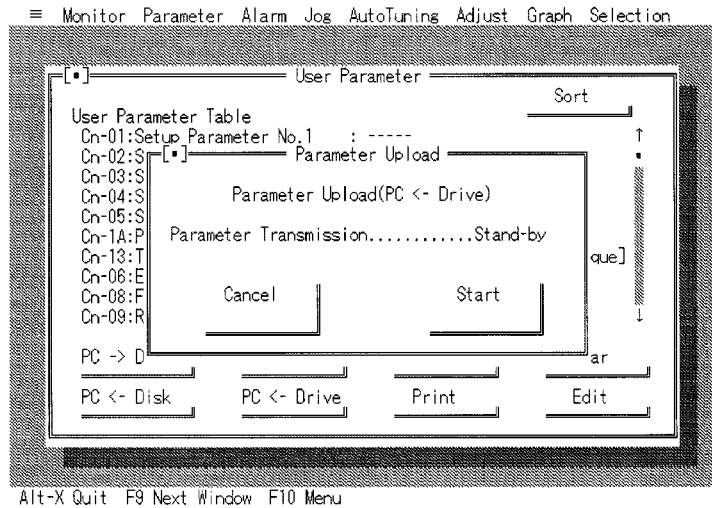 ≡ Monitor Parameter Alarm Jog AutoTuning Adjust Graph Selection
[▪] User Parameter
Sort
User Parameter Table
Cn-01:Setup Parameter No.1 : -----
Cn-02:S
[▪] Parameter Upload
Cn-03:S
Cn-04:S
Parameter Upload(PC <- Drive)
Cn-05:S
Cn-1A:P
Parameter Transmission............Stand-by
Cn-13:T
que]
Cn-06:E
Cn-08:F
Cancel
Start
Cn-09:R
PC -> D
ar
PC <- Disk
PC <- Drive
Print
Edit
Alt-X Quit F9 Next Window F10 Menu